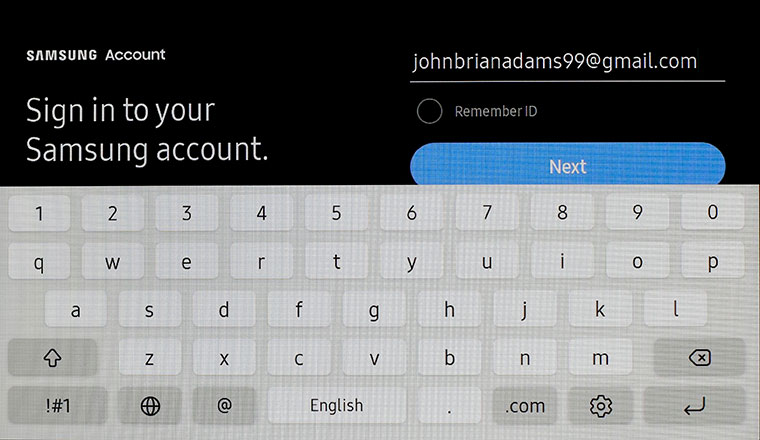 SAMSUNG Account
Sign in to your
Samsung account.
johnbrianadams99@gmail.com
Remember ID
Next
1 2 3 4 5 6 7 8 9 0
q w e r t y u i o p
a s d f g h j k l
z x c v b n m
!#1 @ English . .com